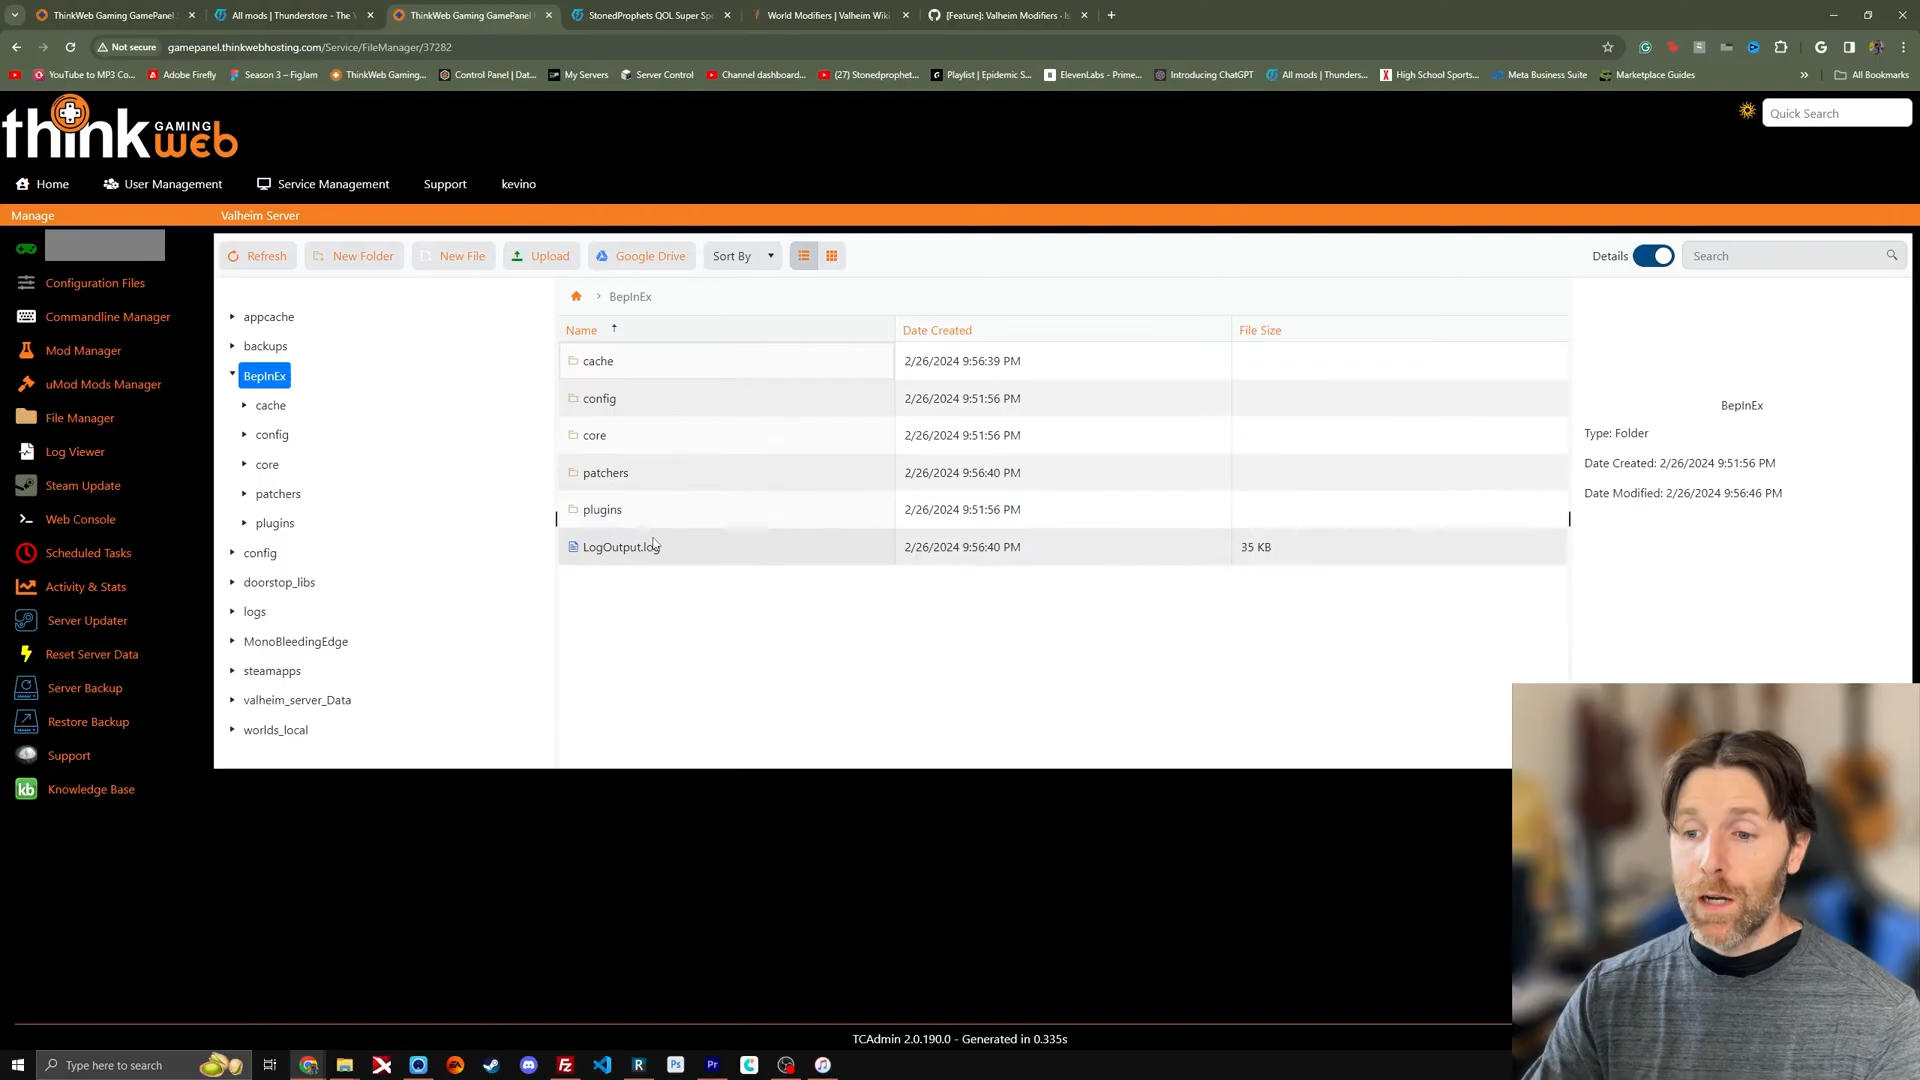 ThinkWeb Gaming GamePanel
All mods | Thunderstore - The V
ThinkWeb Gaming GamePanel
StonedProphets QOL Super Sp
World Modifiers | Valheim Wiki
[Feature]: Valheim Modifiers · Is
Not secure
gamepanel.thinkwebhosting.com/Service/FileManager/37282
YouTube to MP3 Co...
Adobe Firefly
Season 3 – FigJam
ThinkWeb Gaming...
Control Panel | Dat...
My Servers
Server Control
Channel dashboard...
(27) Stonedprophet...
Playlist | Epidemic S...
ElevenLabs - Prime...
Introducing ChatGPT
All mods | Thunders...
High School Sports...
Meta Business Suite
Marketplace Guides
All Bookmarks
think GAMING web
Quick Search
Home
User Management
Service Management
Support
kevino
Manage
Valheim Server
Configuration Files
Commandline Manager
Mod Manager
uMod Mods Manager
File Manager
Log Viewer
Steam Update
Web Console
Scheduled Tasks
Activity & Stats
Server Updater
Reset Server Data
Server Backup
Restore Backup
Support
kb Knowledge Base
Refresh
New Folder
New File
Upload
Google Drive
Sort By
Details
Search
appcache
backups
BepInEx
cache
config
core
patchers
plugins
config
doorstop_libs
logs
MonoBleedingEdge
steamapps
valheim_server_Data
worlds_local
BepInEx
Name
Date Created
File Size
cache 2/26/2024 9:56:39 PM
config 2/26/2024 9:51:56 PM
core 2/26/2024 9:51:56 PM
patchers 2/26/2024 9:56:40 PM
plugins 2/26/2024 9:51:56 PM
LogOutput.log 2/26/2024 9:56:40 PM 35 KB
BepInEx
Type: Folder
Date Created: 2/26/2024 9:51:56 PM
Date Modified: 2/26/2024 9:56:46 PM
TCAdmin 2.0.190.0 - Generated in 0.335s
Type here to search